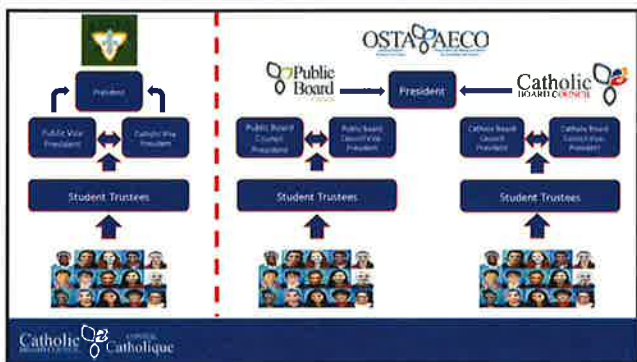 President
Public Vice
President
Catholic Vice
President
Student Trustees
OSTA AECO
Public
Board
President
Catholic
BOARD COUNCIL
Public Board
Council
President
Public Board
Council Vice
President
Student Trustees
Catholic Board
Council
President
Catholic Board
Council Vice
President
Student Trustees
Catholic
BOARD COUNCIL
Catholique